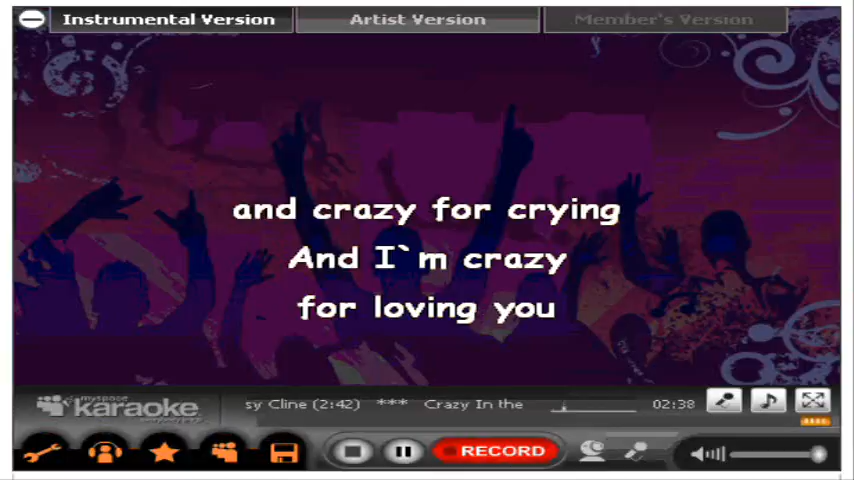 Instrumental Version
Artist Version
Member's Version
and crazy for crying
And I`m crazy
for loving you
myspace
karaoke
sy Cline (2:42) *** Crazy In the
02:38
RECORD